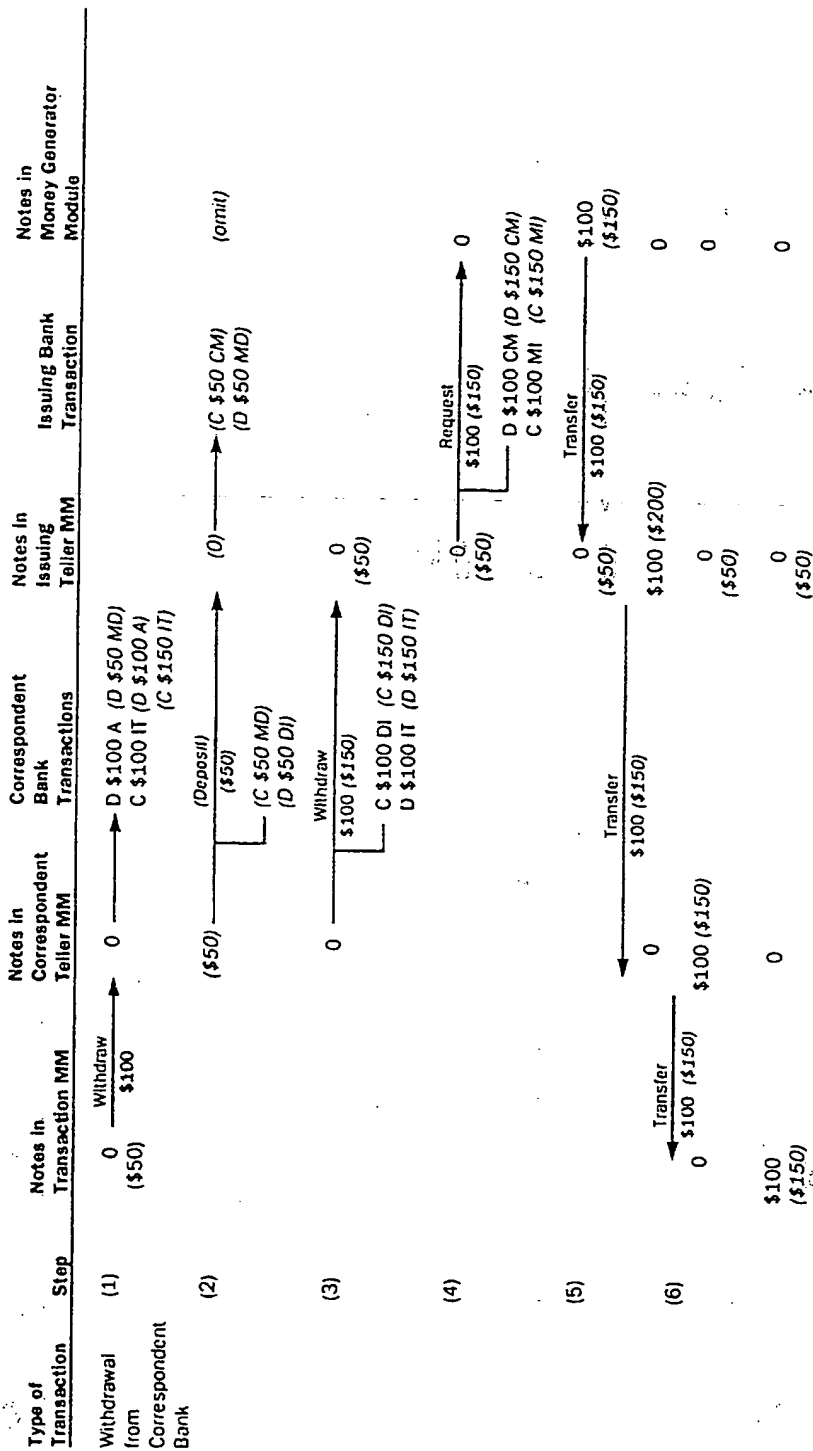 Type of
Transaction
Step
Notes in
Transaction MM
Notes in
Correspondent
Teller MM
Correspondent
Bank
Transactions
Notes in
Issuing
Teller MM
Issuing Bank
Transaction
Notes in
Money Generator
Module
Withdrawal
from
Correspondent
Bank
(1)
0
($50)
Withdraw
$100
0
D $100 A (D $50 MD)
C $100 IT (D $100 A)
(C $150 IT)
(2)
($50)
(Deposit)
($50)
(C $50 MD)
(D $50 DI)
(0)
(C $50 CM)
(D $50 MD)
(omit)
(3)
0
Withdraw
$100 ($150)
C $100 DI (C $150 DI)
D $100 IT (D $150 IT)
0
($50)
(4)
0
($50)
Request
$100 ($150)
D $100 CM (D $150 CM)
C $100 MI (C $150 MI)
0
(5)
0
($50)
Transfer
$100 ($150)
$100
($150)
0
Transfer
$100 ($150)
$100 ($200)
0
(6)
0
Transfer
$100 ($150)
$100 ($150)
0
($50)
0
$100
($150)
0
0
($50)
0